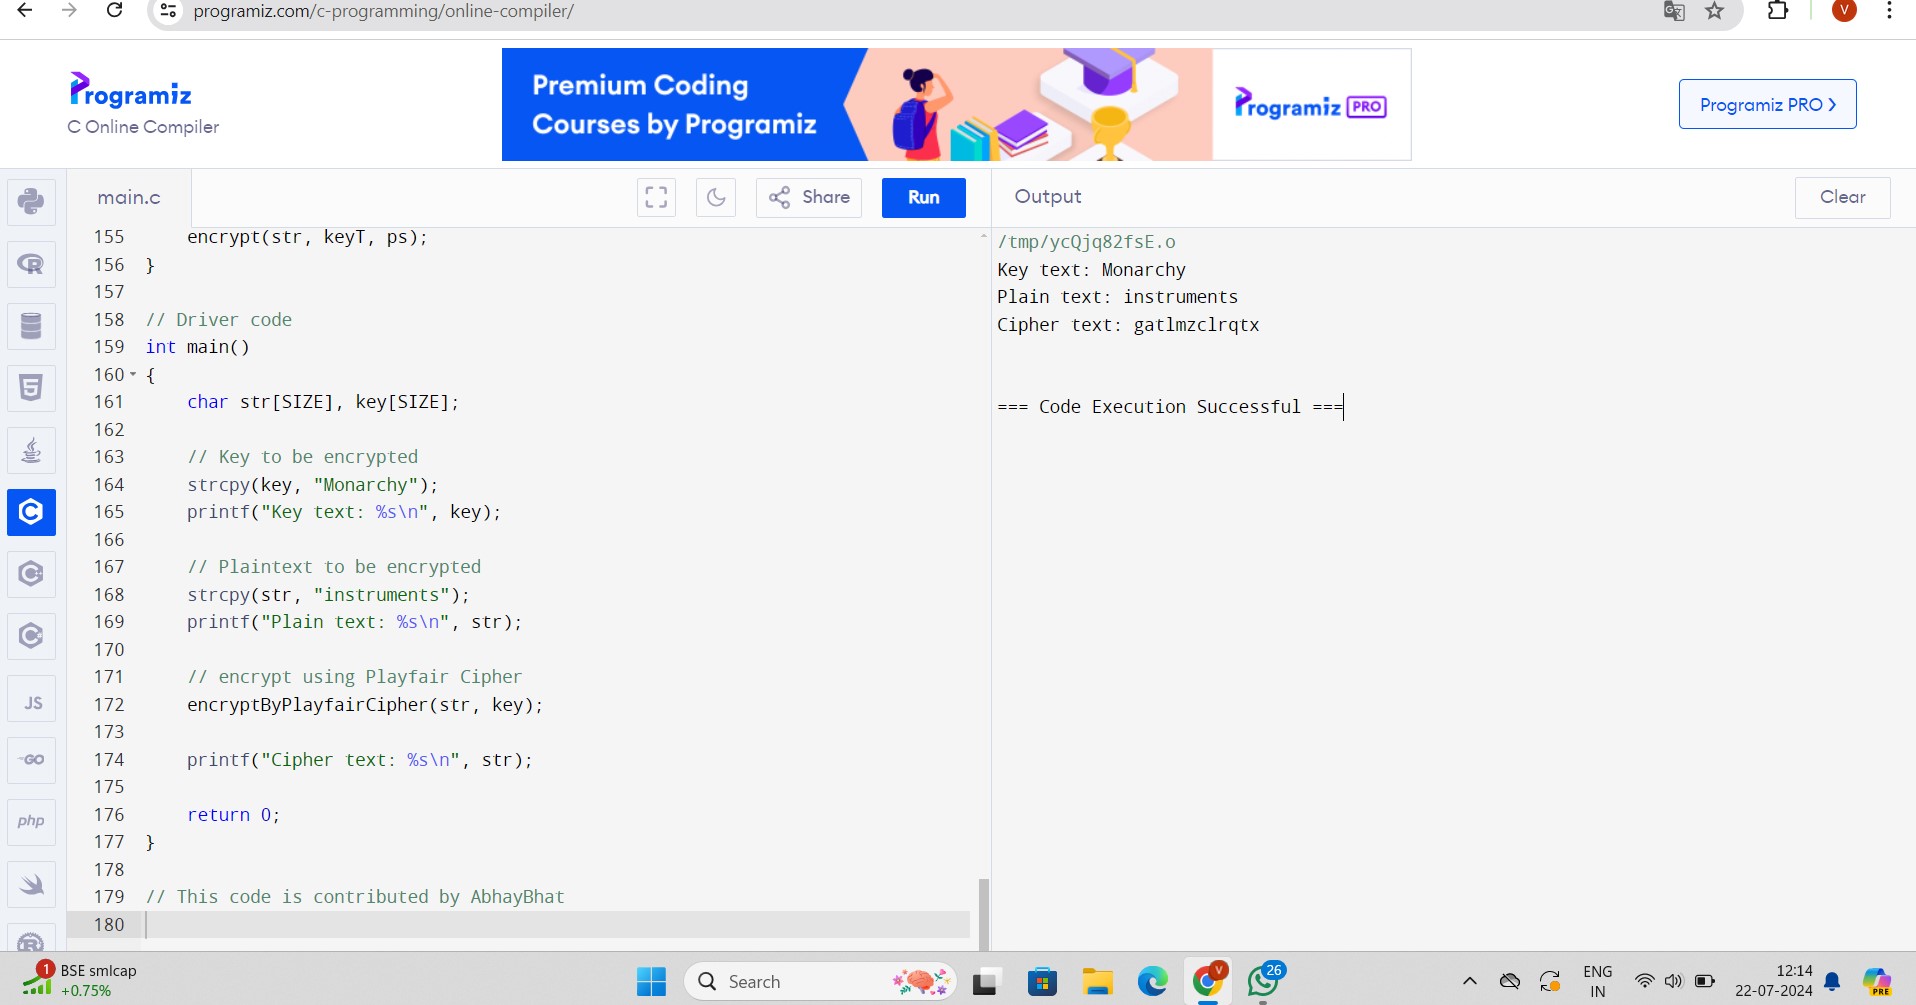 programiz.com/c-programming/online-compiler/
V
Programiz
C Online Compiler
Premium Coding
Courses by Programiz
Programiz PRO
Programiz PRO
main.c
Share
Run
Output
Clear
155 encrypt(str, keyT, ps);
156 }
157
158 // Driver code
159 int main()
160 {
161 char str[SIZE], key[SIZE];
162
163 // Key to be encrypted
164 strcpy(key, "Monarchy");
165 printf("Key text: %s\n", key);
166
167 // Plaintext to be encrypted
168 strcpy(str, "instruments");
169 printf("Plain text: %s\n", str);
170
171 // encrypt using Playfair Cipher
172 encryptByPlayfairCipher(str, key);
173
174 printf("Cipher text: %s\n", str);
175
176 return 0;
177 }
178
179 // This code is contributed by AbhayBhat
180
/tmp/ycQjq82fsE.o
Key text: Monarchy
Plain text: instruments
Cipher text: gatlmzclrqtx
=== Code Execution Successful ===
R
5
C
C
C
JS
GO
php
R
1
BSE smlcap
+0.75%
Search
V
26
ENG
IN
12:14
22-07-2024
PRE